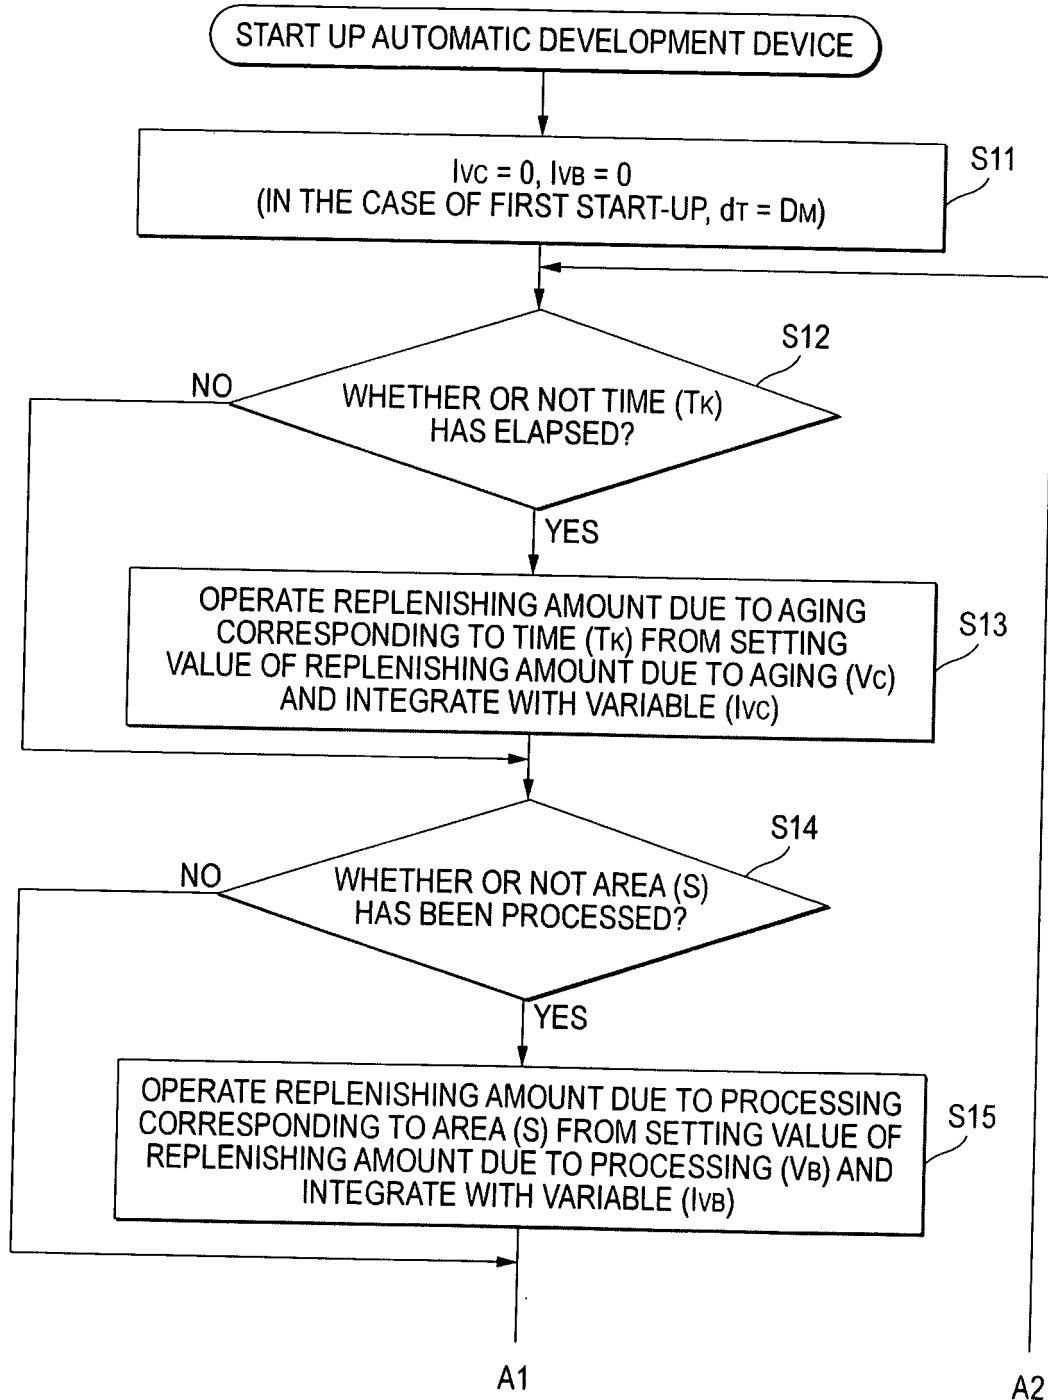 START UP AUTOMATIC DEVELOPMENT DEVICE
IVC = 0, IVB = 0
(IN THE CASE OF FIRST START-UP, dT = DM)
S11
S12
WHETHER OR NOT TIME (TK)
HAS ELAPSED?
NO
YES
OPERATE REPLENISHING AMOUNT DUE TO AGING
CORRESPONDING TO TIME (TK) FROM SETTING
VALUE OF REPLENISHING AMOUNT DUE TO AGING (VC)
AND INTEGRATE WITH VARIABLE (IVC)
S13
S14
WHETHER OR NOT AREA (S)
HAS BEEN PROCESSED?
NO
YES
OPERATE REPLENISHING AMOUNT DUE TO PROCESSING
CORRESPONDING TO AREA (S) FROM SETTING VALUE OF
REPLENISHING AMOUNT DUE TO PROCESSING (VB) AND
INTEGRATE WITH VARIABLE (IVB)
S15
A1
A2